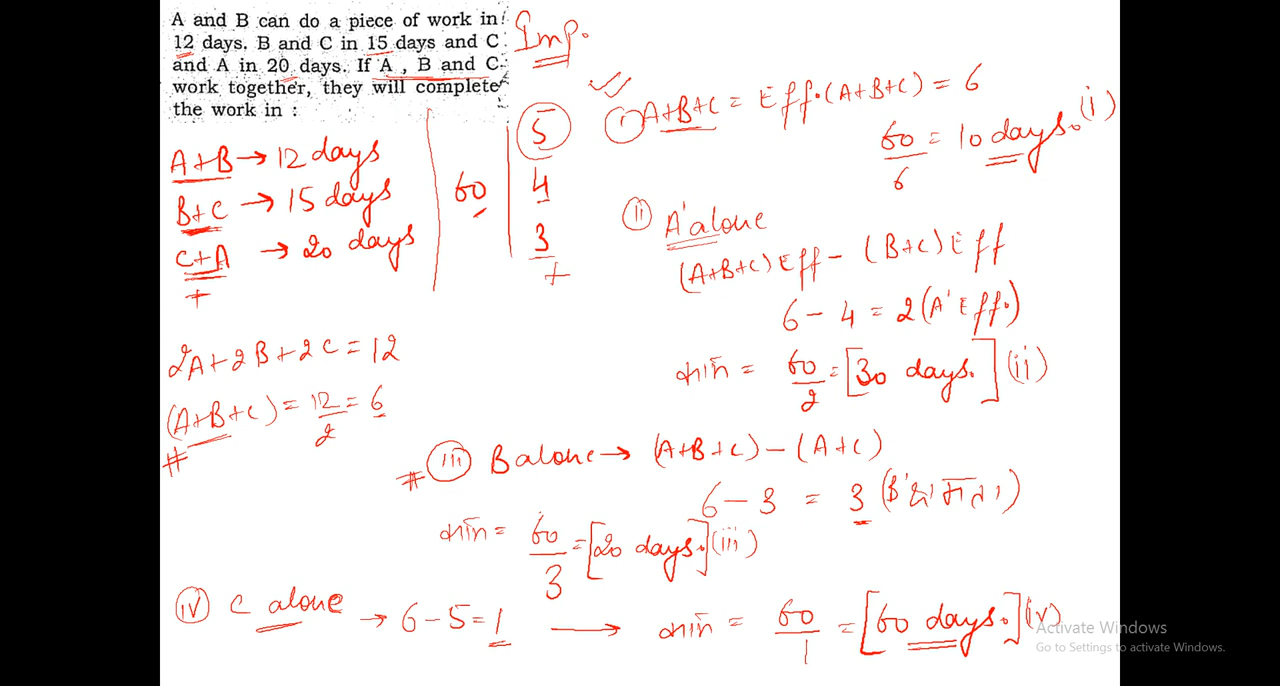 A and B can do a piece of work in
12 days. B and C in 15 days and C
and A in 20 days. If A , B and C
work together, they will complete
the work in :
Imp.
A+B → 12 days
B+C → 15 days
C+A → 20 days
+
60
5
4
3
+
2A+2B+2C = 12
(A+B+C) = 12/2 = 6
#
(i) A+B+C = Eff.(A+B+C) = 6
60/6 = 10 days. (i)
(ii) A'alone
(A+B+C) Eff - (B+C) Eff
6 - 4 = 2 (A' Eff.)
= 60/2 = [30 days.] (ii)
# (iii) B alone → (A+B+C) - (A+C)
6 - 3 = 3 (B'
= 60/3 = [20 days.] (iii)
(iv) C alone → 6-5=1 → = 60/1 = [60 days.] (iv)
Activate Windows
Go to Settings to activate Windows.